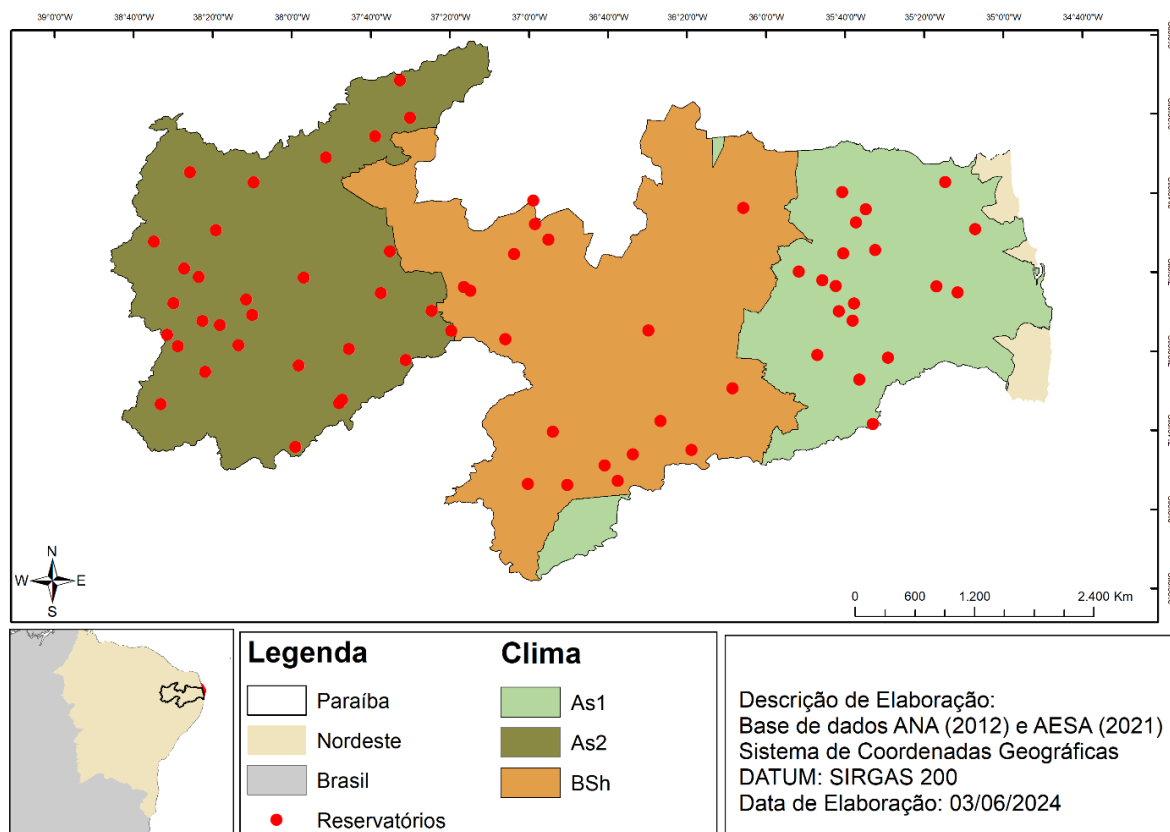 39°0'0"W 38°40'0"W 38°20'0"W 38°0'0"W 37°40'0"W 37°20'0"W 37°0'0"W 36°40'0"W 36°20'0"W 36°0'0"W 35°40'0"W 35°20'0"W 35°0'0"W 34°40'0"W
N
W E
S
0 600 1.200 2.400 Km
Legenda
Paraíba
Nordeste
Brasil
Reservatórios
Clima
As1
As2
BSh
Descrição de Elaboração:
Base de dados ANA (2012) e AESA (2021)
Sistema de Coordenadas Geográficas
DATUM: SIRGAS 200
Data de Elaboração: 03/06/2024